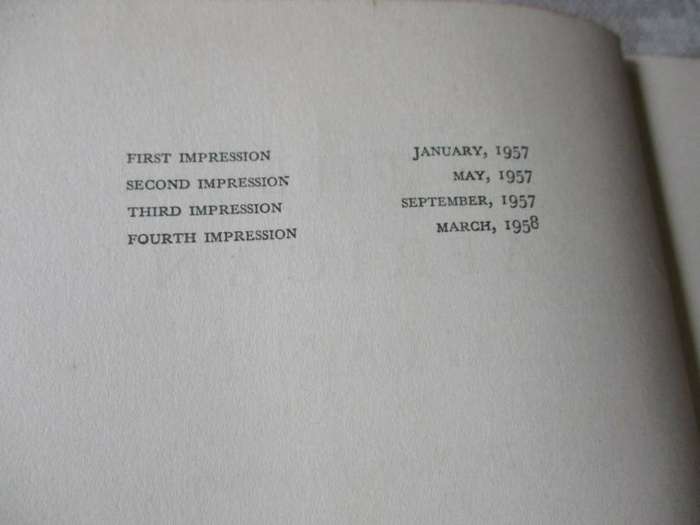 FIRST IMPRESSION JANUARY, 1957
SECOND IMPRESSION MAY, 1957
THIRD IMPRESSION SEPTEMBER, 1957
FOURTH IMPRESSION MARCH, 1958